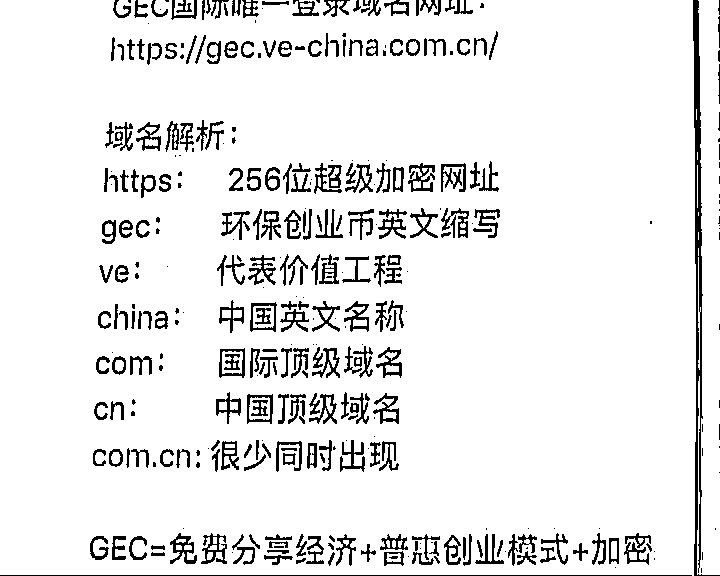 GEC国际唯一登录域名网址：
https://gec.ve-china.com.cn/
域名解析：
https： 256位超级加密网址
gec： 环保创业币英文缩写
ve： 代表价值工程
china： 中国英文名称
com： 国际顶级域名
cn： 中国顶级域名
com.cn: 很少同时出现
GEC=免费分享经济+普惠创业模式+加密